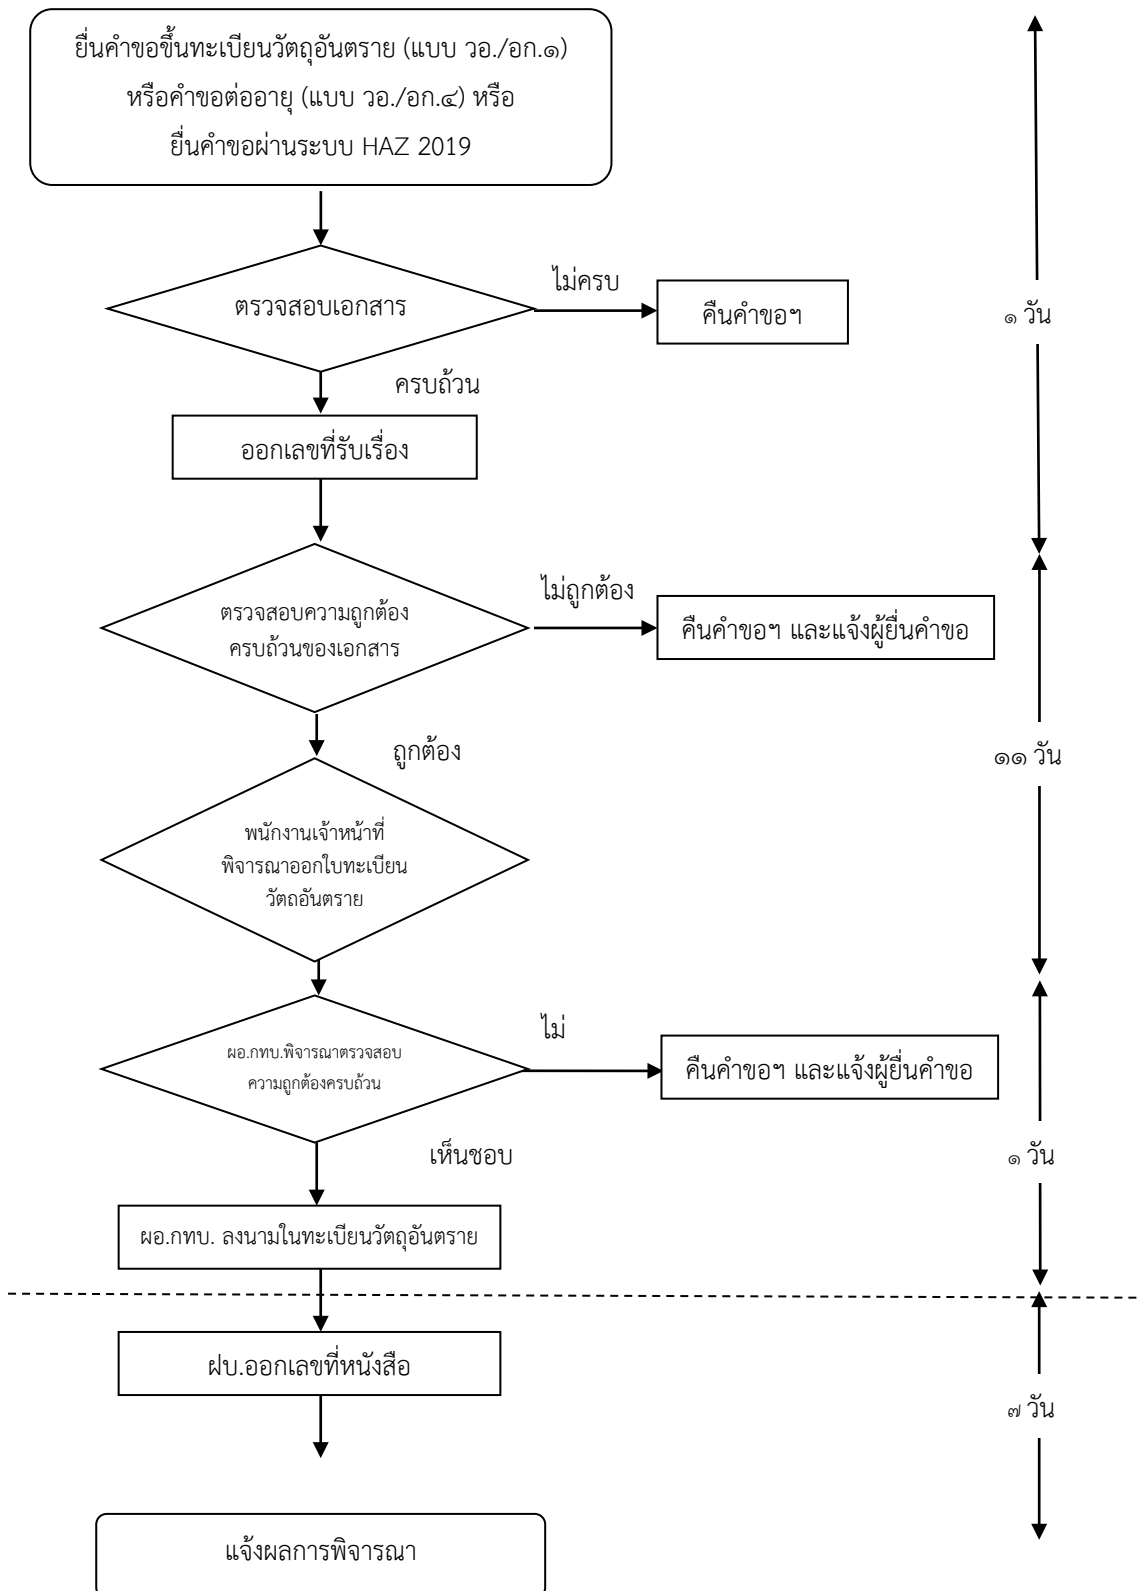 ยื่นคำขอขึ้นทะเบียนวัตถุอันตราย (แบบ วอ./อก.๑)
หรือคำขอต่ออายุ (แบบ วอ./อก.๔) หรือ
ยื่นคำขอผ่านระบบ HAZ 2019
ตรวจสอบเอกสาร
ไม่ครบ
คืนคำขอฯ
๑ วัน
ครบถ้วน
ออกเลขที่รับเรื่อง
ตรวจสอบความถูกต้อง
ครบถ้วนของเอกสาร
ไม่ถูกต้อง
คืนคำขอฯ และแจ้งผู้ยื่นคำขอ
ถูกต้อง
๑๑ วัน
พนักงานเจ้าหน้าที่
พิจารณาออกใบทะเบียน
วัตถอันตราย
ผอ.กทบ.พิจารณาตรวจสอบ
ความถูกต้องครบถ้วน
ไม่
คืนคำขอฯ และแจ้งผู้ยื่นคำขอ
เห็นชอบ
๑ วัน
ผอ.กทบ. ลงนามในทะเบียนวัตถุอันตราย
ฝบ.ออกเลขที่หนังสือ
๗ วัน
แจ้งผลการพิจารณา